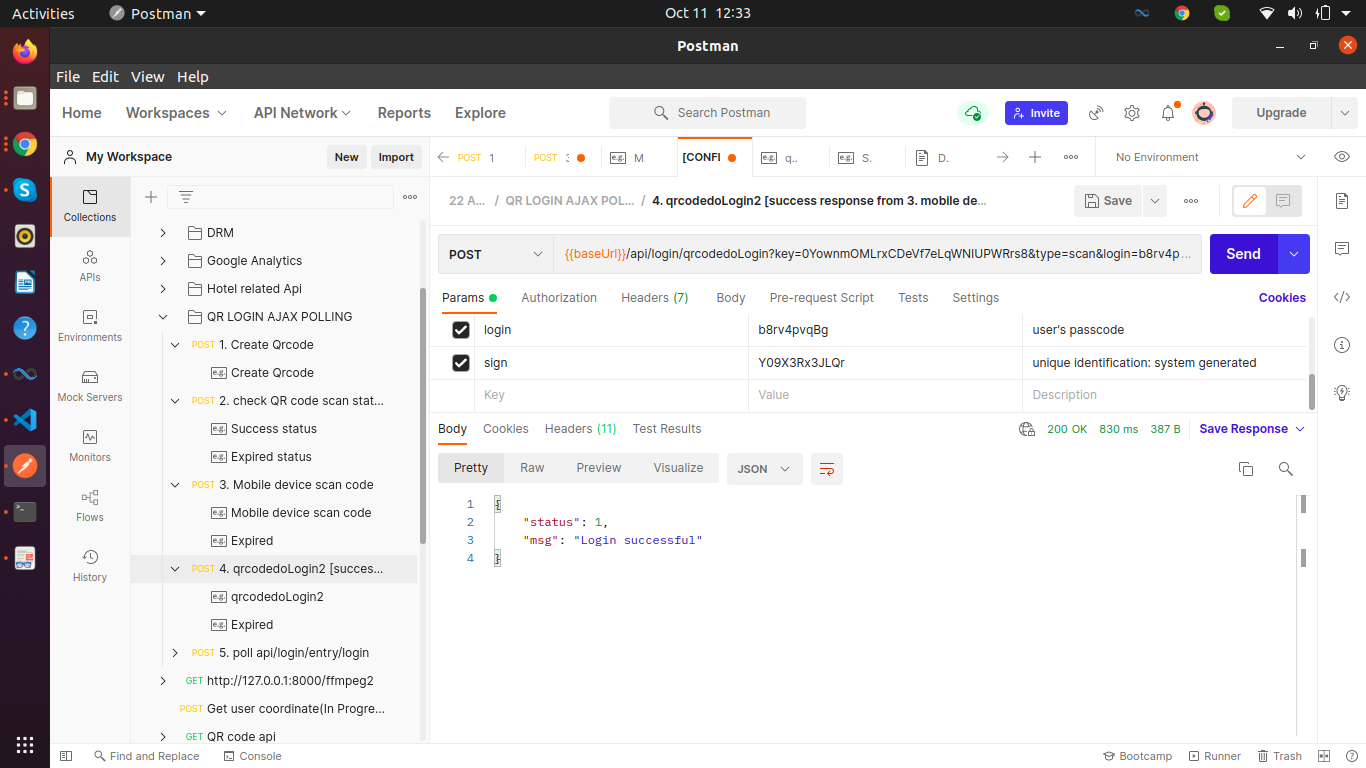 Activities Postman Oct 11 12:33
Postman
File Edit View Help
Home Workspaces API Network Reports Explore Search Postman Invite Upgrade
My Workspace New Import
POST 1 POST 3 e.g. M [CONFI e.g. q.. e.g. S. D. No Environment
Collections
APIs
Environments
Mock Servers
Monitors
Flows
History
DRM
Google Analytics
Hotel related Api
QR LOGIN AJAX POLLING
POST 1. Create Qrcode
e.g. Create Qrcode
POST 2. check QR code scan stat...
e.g. Success status
e.g. Expired status
POST 3. Mobile device scan code
e.g. Mobile device scan code
e.g. Expired
POST 4. qrcodedoLogin2 [succes...
e.g. qrcodedoLogin2
e.g. Expired
POST 5. poll api/login/entry/login
GET http://127.0.0.1:8000/ffmpeg2
POST Get user coordinate(In Progre...
GET QR code api
22 A... / QR LOGIN AJAX POL... / 4. qrcodedoLogin2 [success response from 3. mobile de... Save
POST {{baseUrl}}/api/login/qrcodedoLogin?key=0YownmOMLrxCDeVf7eLqWNIUPWRrs8&type=scan&login=b8rv4p... Send
Params Authorization Headers (7) Body Pre-request Script Tests Settings Cookies
login b8rv4pvqBg user's passcode
sign Y09X3Rx3JLQr unique identification: system generated
Key Value Description
Body Cookies Headers (11) Test Results 200 OK 830 ms 387 B Save Response
Pretty Raw Preview Visualize JSON
1 {
2 "status": 1,
3 "msg": "Login successful"
4 }
Find and Replace Console Bootcamp Runner Trash